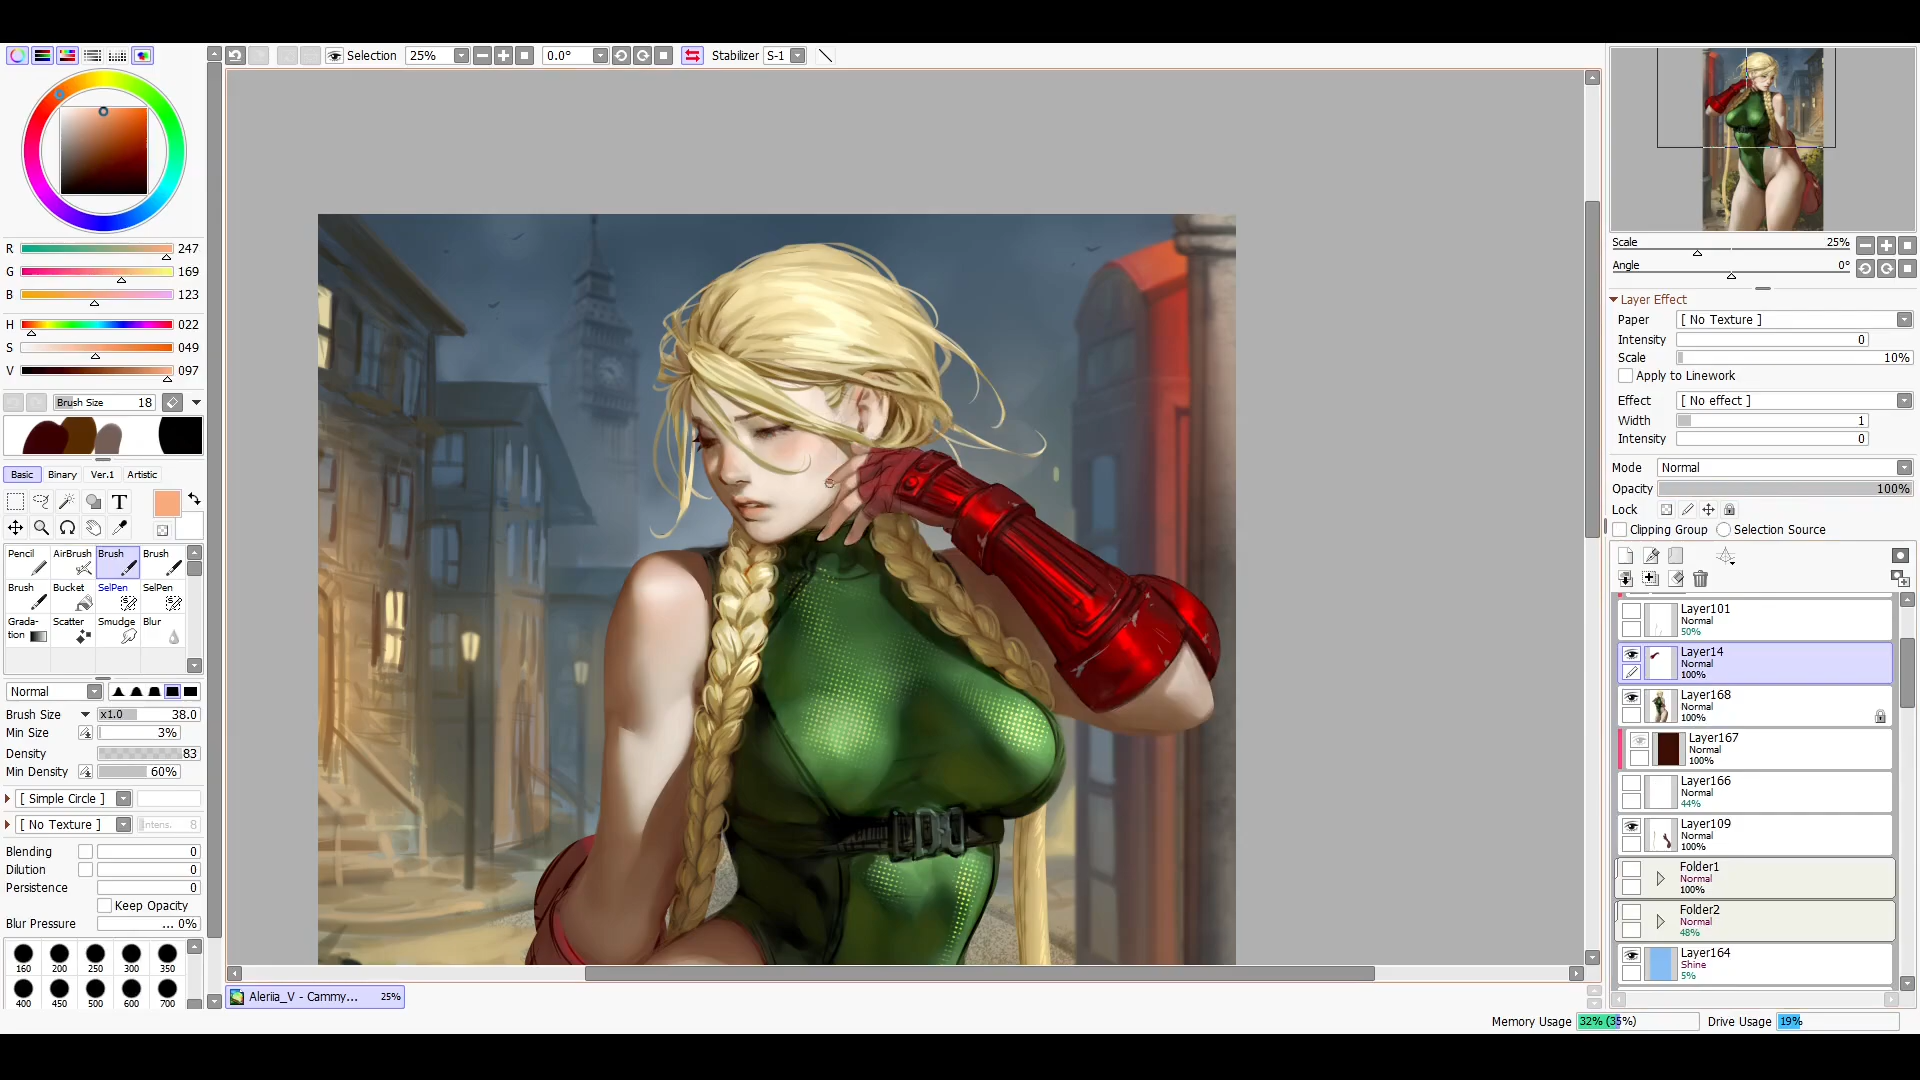 Selection 25% 0.0° Stabilizer S-1
R 247
G 169
B 123
H 022
S 049
V 097
Brush Size 18
Basic Binary Ver.1 Artistic
T
Pencil AirBrush Brush Brush
Brush Bucket SelPen SelPen
Grada-tion Scatter Smudge Blur
Normal
Brush Size x1.0 38.0
Min Size 3%
Density 83
Min Density 60%
[ Simple Circle ]
[ No Texture ] Intens. 8
Blending 0
Dilution 0
Persistence 0
Keep Opacity
Blur Pressure ... 0%
160 200 250 300 350
400 450 500 600 700
Aleriia_V - Cammy... 25%
Scale 25%
Angle 0°
Layer Effect
Paper [ No Texture ]
Intensity 0
Scale 10%
Apply to Linework
Effect [ No effect ]
Width 1
Intensity 0
Mode Normal
Opacity 100%
Lock
Clipping Group Selection Source
Layer101
Normal
50%
Layer14
Normal
100%
Layer168
Normal
100%
Layer167
Normal
100%
Layer166
Normal
44%
Layer109
Normal
100%
Folder1
Normal
100%
Folder2
Normal
48%
Layer164
Shine
5%
Memory Usage 32% (35%) Drive Usage 19%